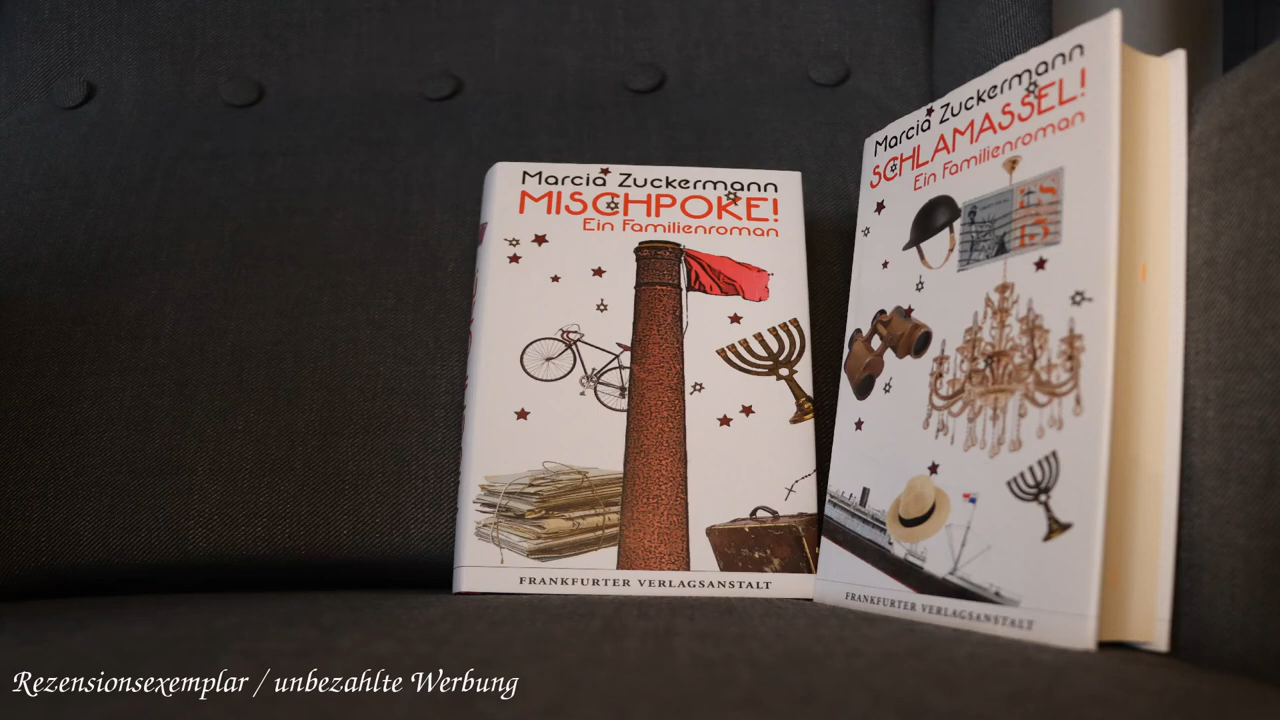 Marcia Zuckermann
MISCHPOKE!
Ein Familienroman
FRANKFURTER VERLAGSANSTALT
Marcia Zuckermann
SCHLAMASSEL!
Ein Familienroman
FRANKFURTER VERLAGSANSTALT
Rezensionsexemplar / unbezahlte Werbung